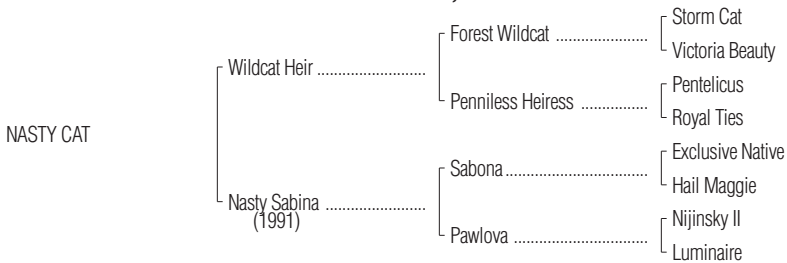 Storm Cat
Forest Wildcat ....................
Victoria Beauty
Wildcat Heir .......................
Pentelicus
Penniless Heiress ..............
Royal Ties
NASTY CAT
Exclusive Native
Sabona ..............................
Hail Maggie
Nasty Sabina .....................
(1991)
Nijinsky II
Pawlova ............................
Luminaire